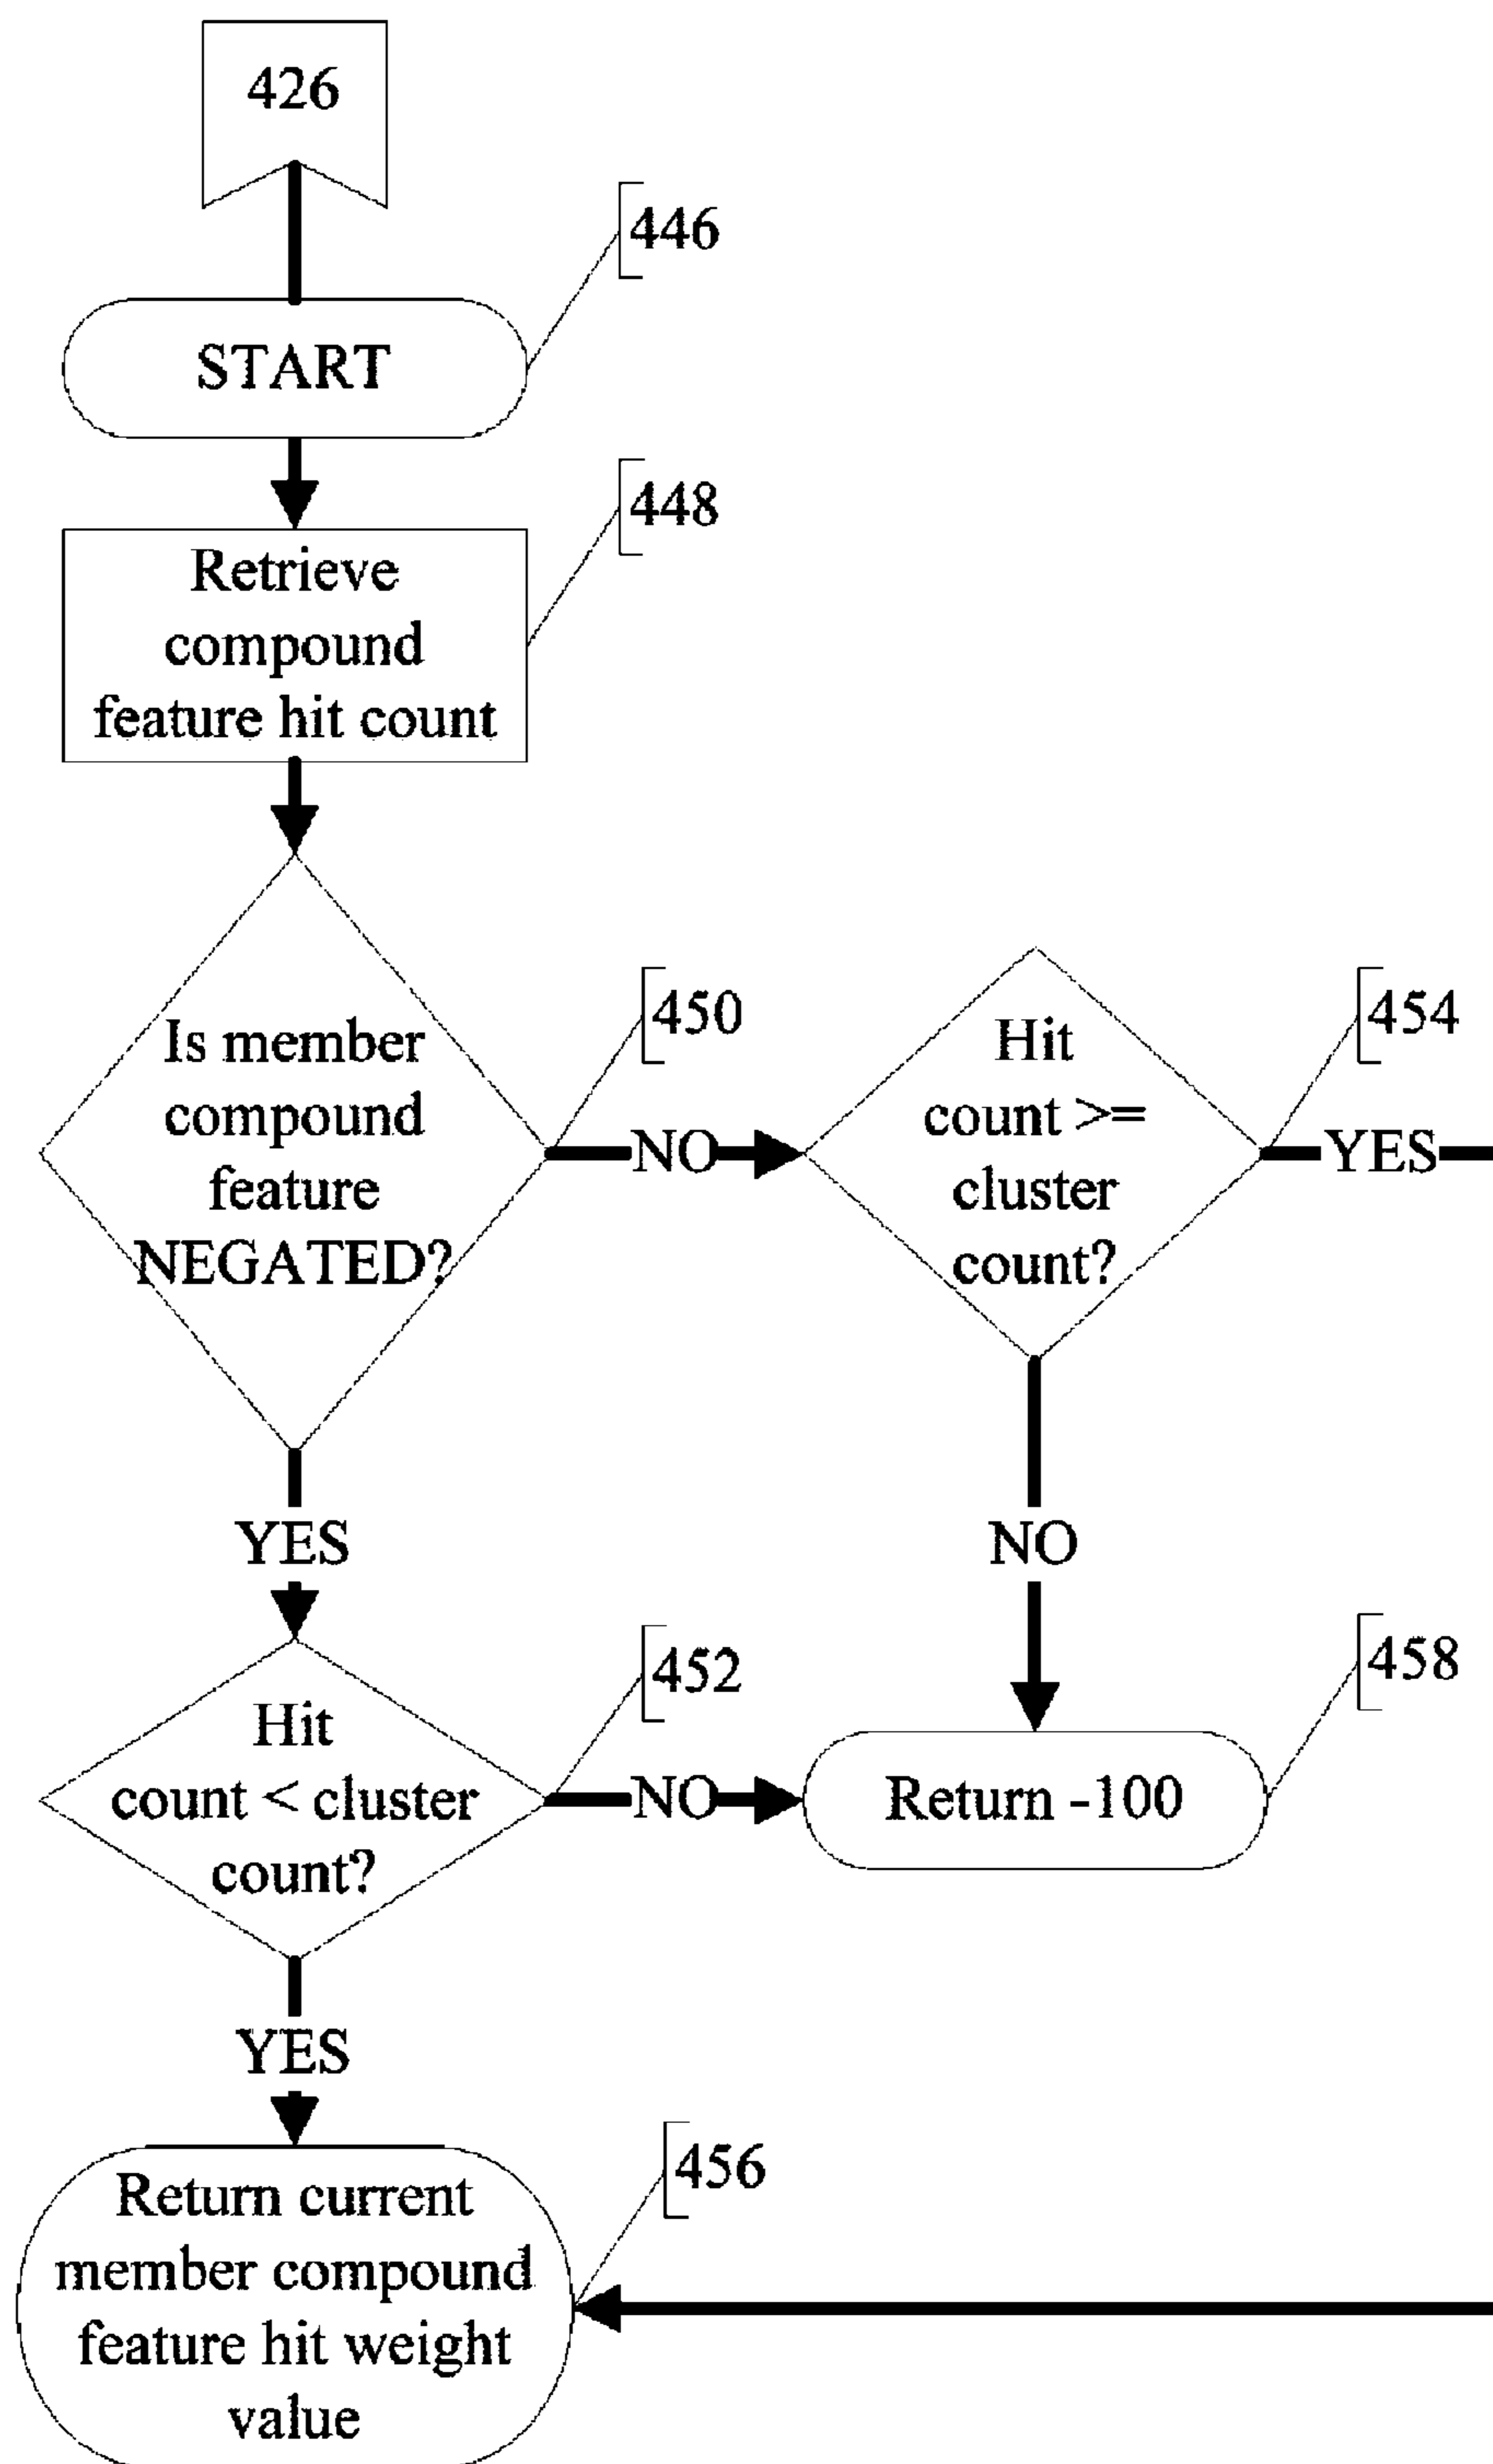 426
446
START
448
Retrieve
compound
feature hit count
450
Is member
compound
feature
NEGATED?
NO
454
Hit
count >=
cluster
count?
YES
YES
NO
452
Hit
count < cluster
count?
NO
458
Return -100
YES
456
Return current
member compound
feature hit weight
value